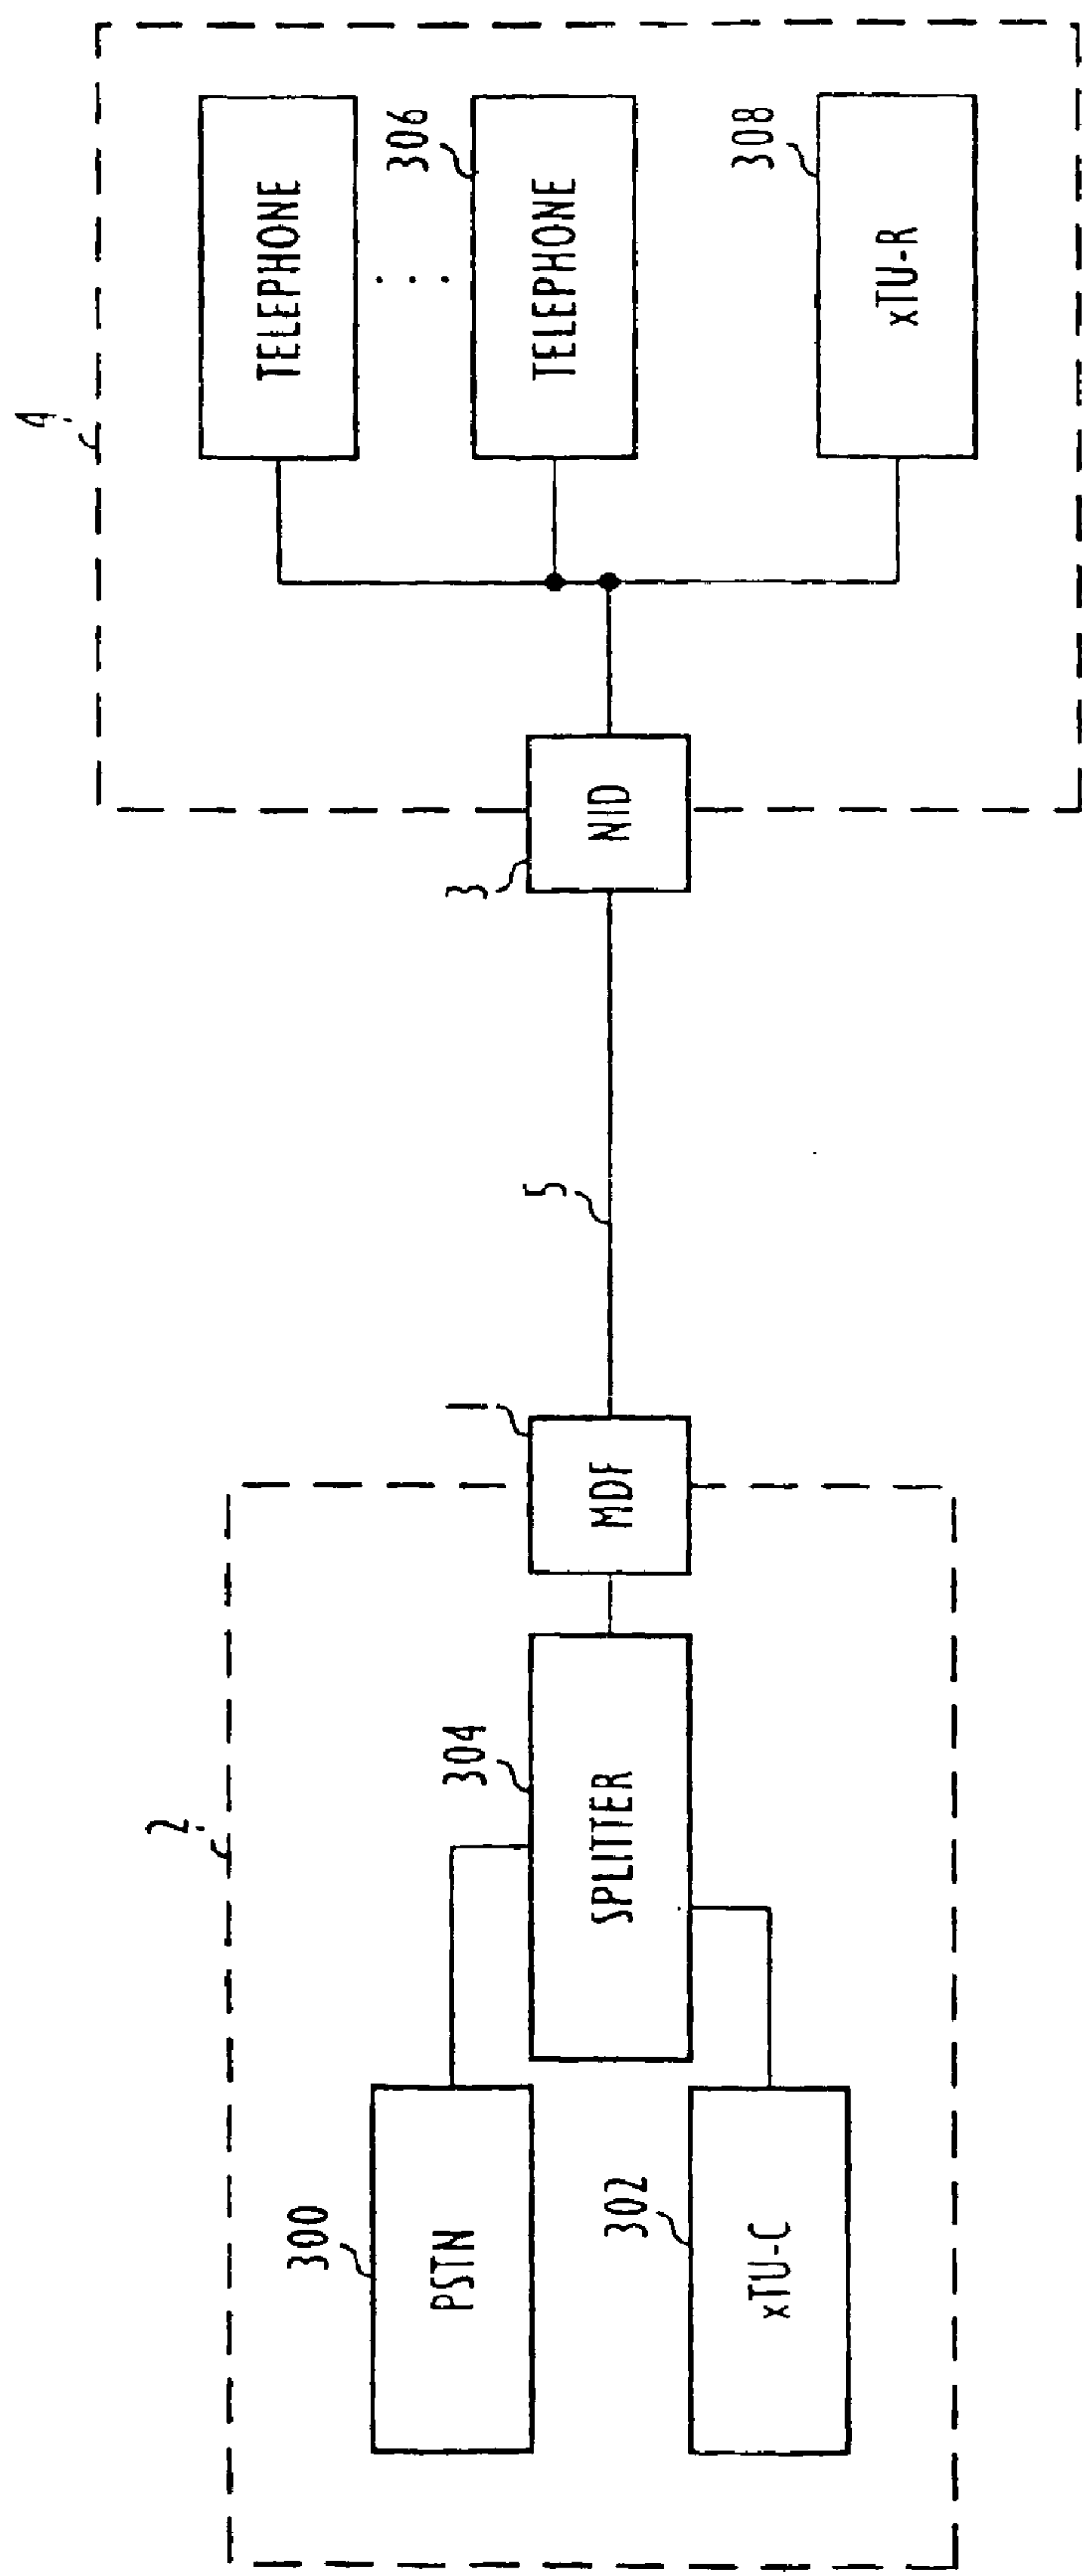 2
300
PSTN
302
xTU-C
304
SPLITTER
1
MDF
5
3
NID
4
TELEPHONE
306
TELEPHONE
308
xTU-R